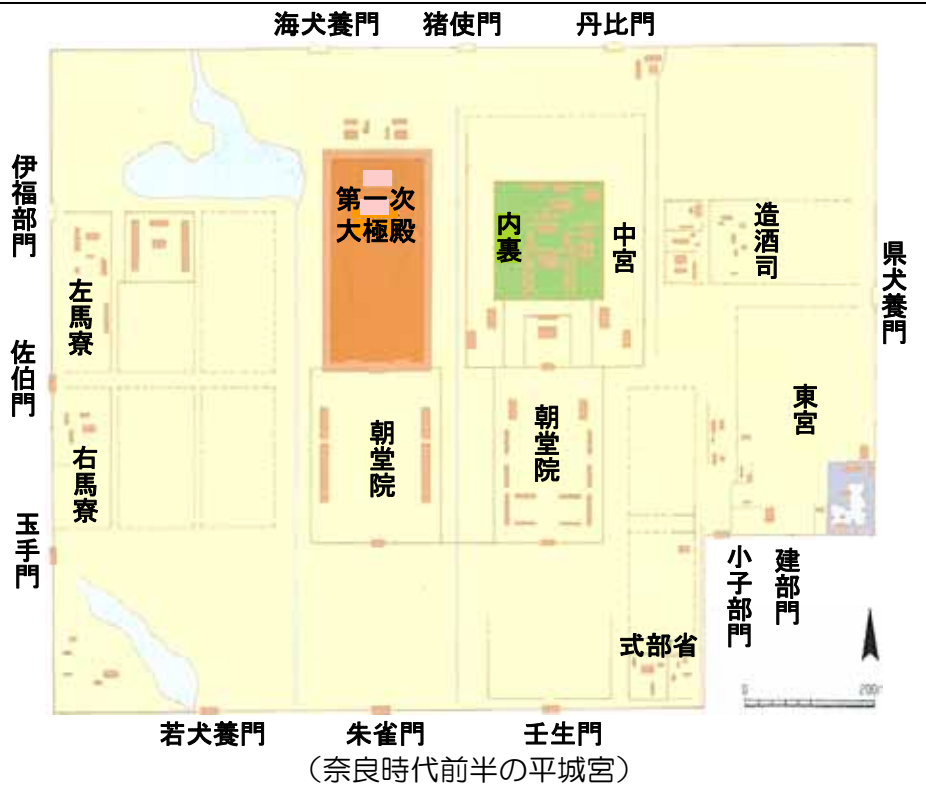 海犬養門 猪使門 丹比門
伊福部門
第一次
大極殿
内裏
中宮
造酒司
県犬養門
左馬寮
佐伯門
朝堂院
朝堂院
東宮
右馬寮
玉手門
小子部門
建部門
式部省
0 200
若犬養門 朱雀門 壬生門
（奈良時代前半の平城宮）